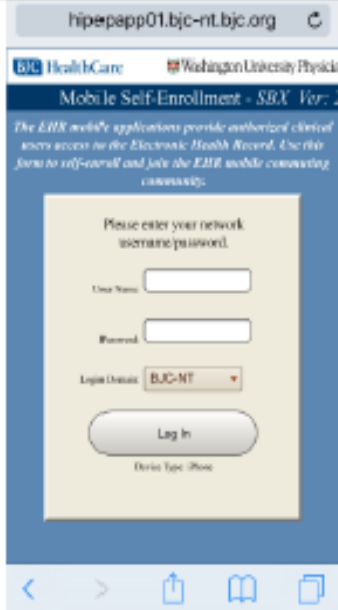 hipepapp01.bjc-nt.bjc.org
BJC HealthCare Washington University Physicia
Mobile Self-Enrollment - SBX Ver: 2
The EHR mobile applications provide authorized clinical
users access to the Electronic Health Record. Use this
form to self-enroll and join the EHR mobile computing
community.
Please enter your network
username/password.
User Name:
Password:
Login Domain: BJC-NT
Log In
Device Type: iPhone